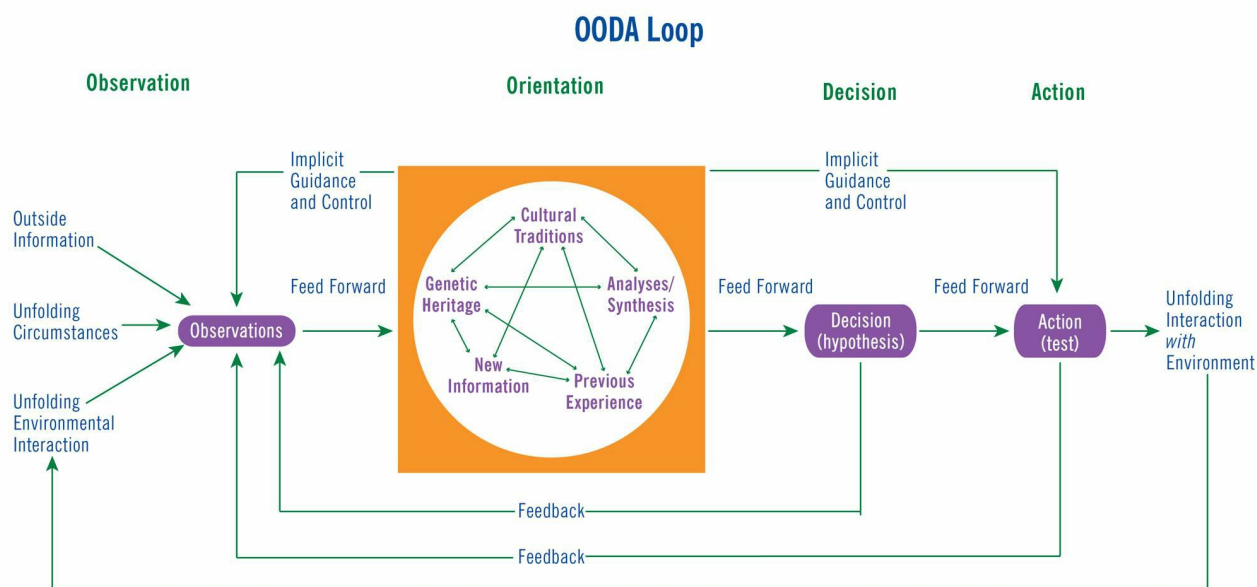 OODA Loop
Observation
Orientation
Decision
Action
Implicit
Guidance
and Control
Implicit
Guidance
and Control
Outside
Information
Cultural
Traditions
Genetic
Heritage
Analyses/
Synthesis
Feed Forward
Feed Forward
Feed Forward
Unfolding
Circumstances
Observations
Decision
(hypothesis)
Action
(test)
Unfolding
Interaction
with
Environment
New
Information
Previous
Experience
Unfolding
Environmental
Interaction
Feedback
Feedback